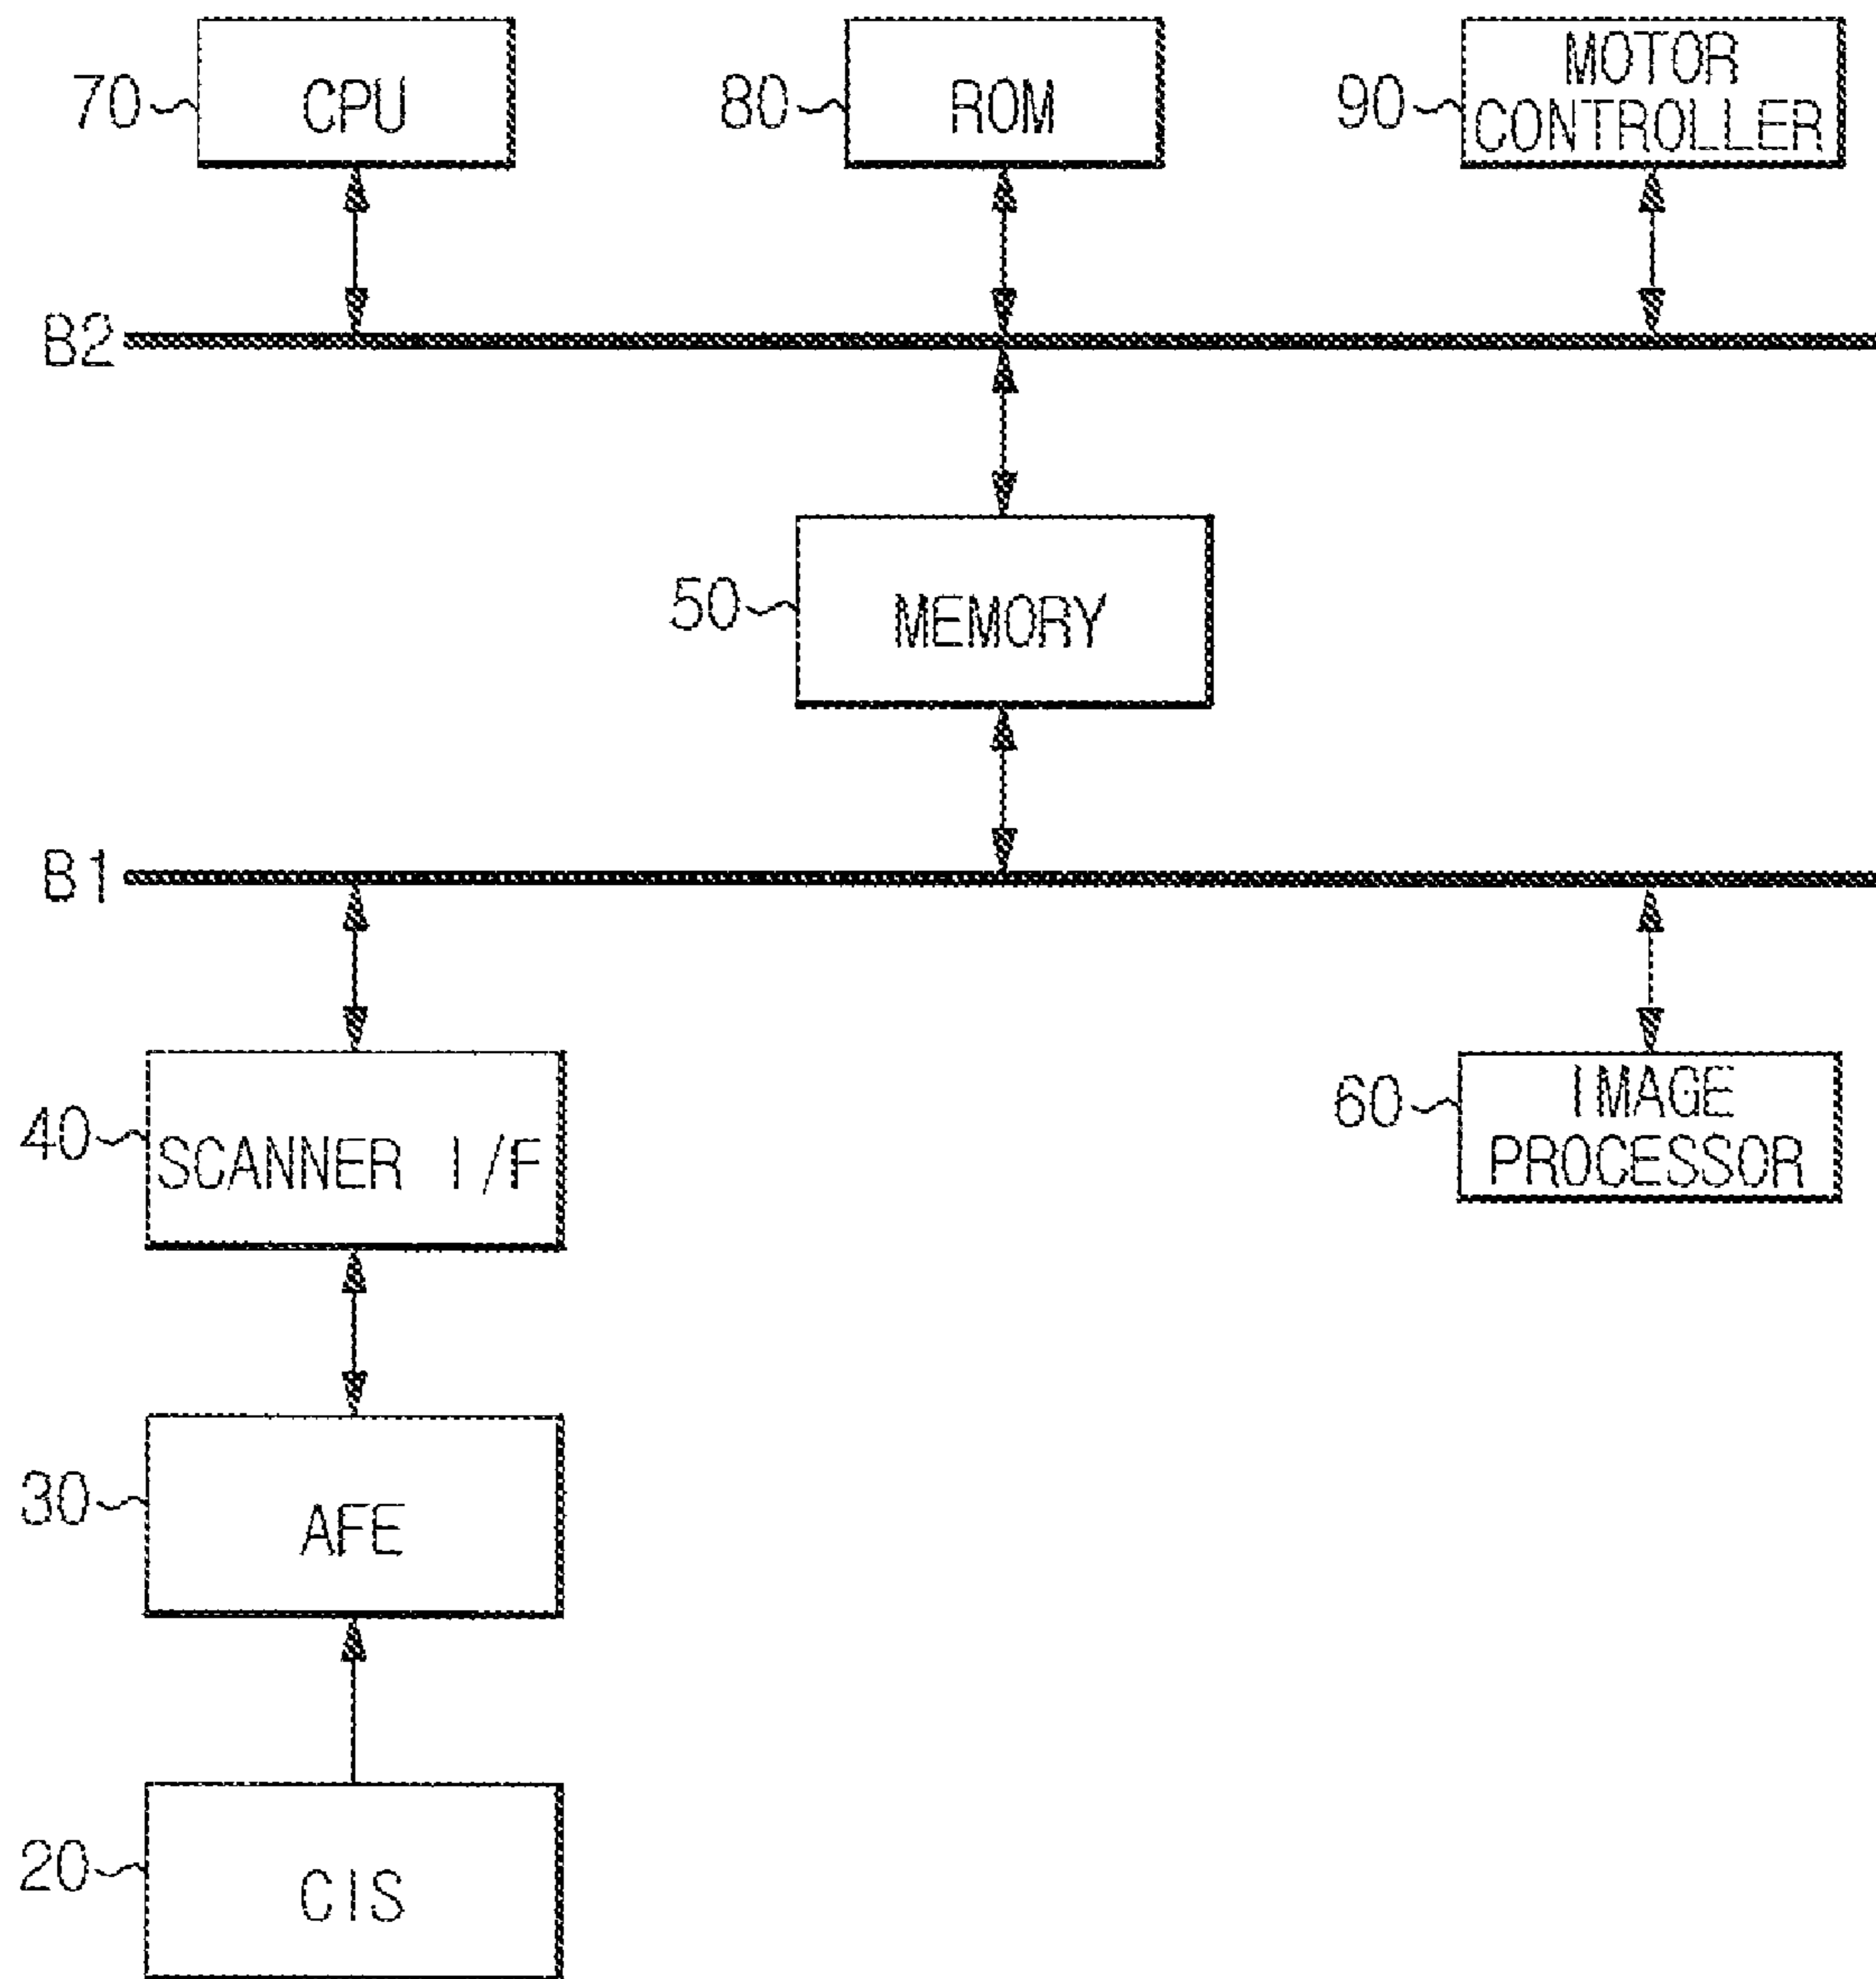 70
CPU
80
ROM
90
MOTOR
CONTROLLER
B2
50
MEMORY
B1
40
SCANNER I/F
60
IMAGE
PROCESSOR
30
AFE
20
CIS